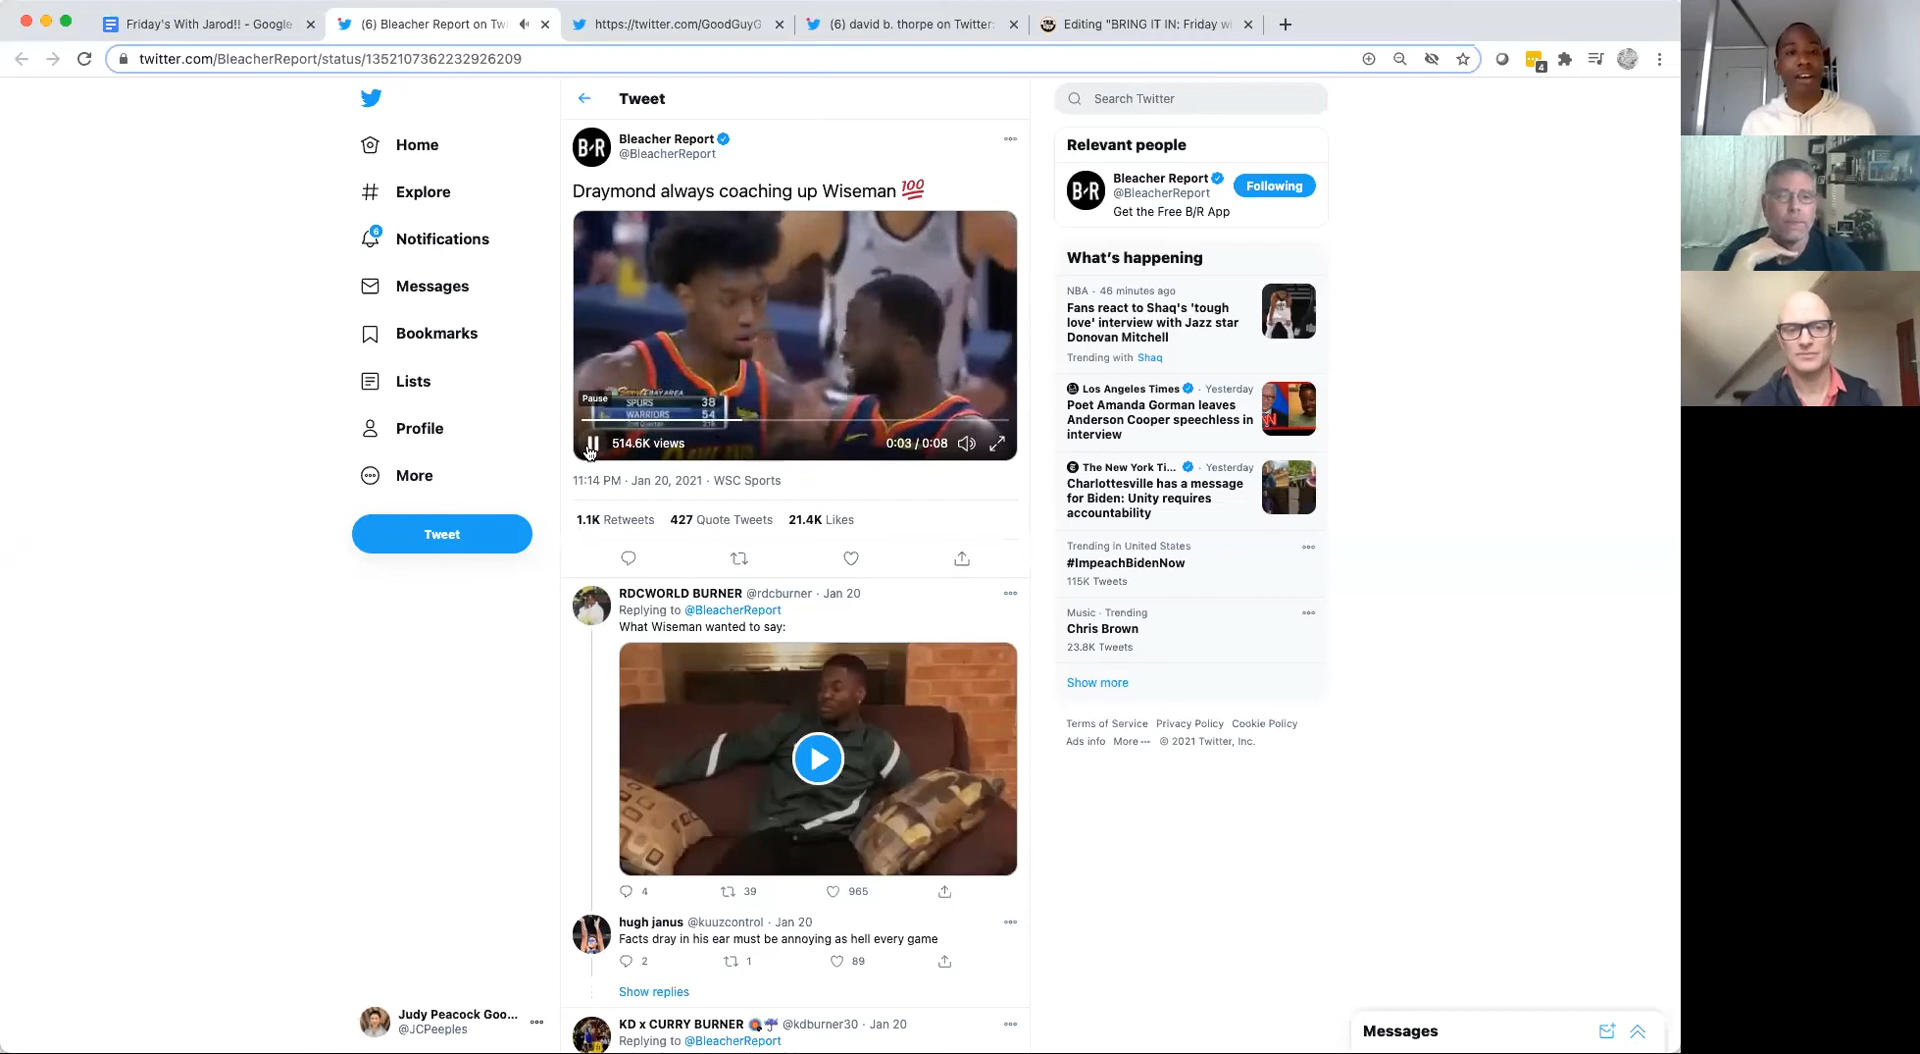 Friday's With Jarod!! - Google
(6) Bleacher Report on Tw
https://twitter.com/GoodGuyG
(6) david b. thorpe on Twitter:
Editing "BRING IT IN: Friday wi
twitter.com/BleacherReport/status/1352107362232926209
4
Home
Explore
6
Notifications
Messages
Bookmarks
Lists
Profile
More
Tweet
Judy Peacock Goo...
@JCPeeples
Tweet
B·R
Bleacher Report
@BleacherReport
Draymond always coaching up Wiseman 💯
Pause
SPURS 38
WARRIORS 54
514.6K views
0:03 / 0:08
11:14 PM · Jan 20, 2021 · WSC Sports
1.1K Retweets 427 Quote Tweets 21.4K Likes
RDCWORLD BURNER @rdcburner · Jan 20
Replying to @BleacherReport
What Wiseman wanted to say:
4 39 965
hugh janus @kuuzcontrol · Jan 20
Facts dray in his ear must be annoying as hell every game
2 1 89
Show replies
KD x CURRY BURNER @kdburner30 · Jan 20
Replying to @BleacherReport
Search Twitter
Relevant people
B·R
Bleacher Report
@BleacherReport
Following
Get the Free B/R App
What's happening
NBA · 46 minutes ago
Fans react to Shaq's 'tough
love' interview with Jazz star
Donovan Mitchell
Trending with Shaq
Los Angeles Times · Yesterday
Poet Amanda Gorman leaves
Anderson Cooper speechless in
interview
The New York Ti... · Yesterday
Charlottesville has a message
for Biden: Unity requires
accountability
Trending in United States
#ImpeachBidenNow
115K Tweets
Music · Trending
Chris Brown
23.8K Tweets
Show more
Terms of Service Privacy Policy Cookie Policy
Ads info More··· © 2021 Twitter, Inc.
Messages